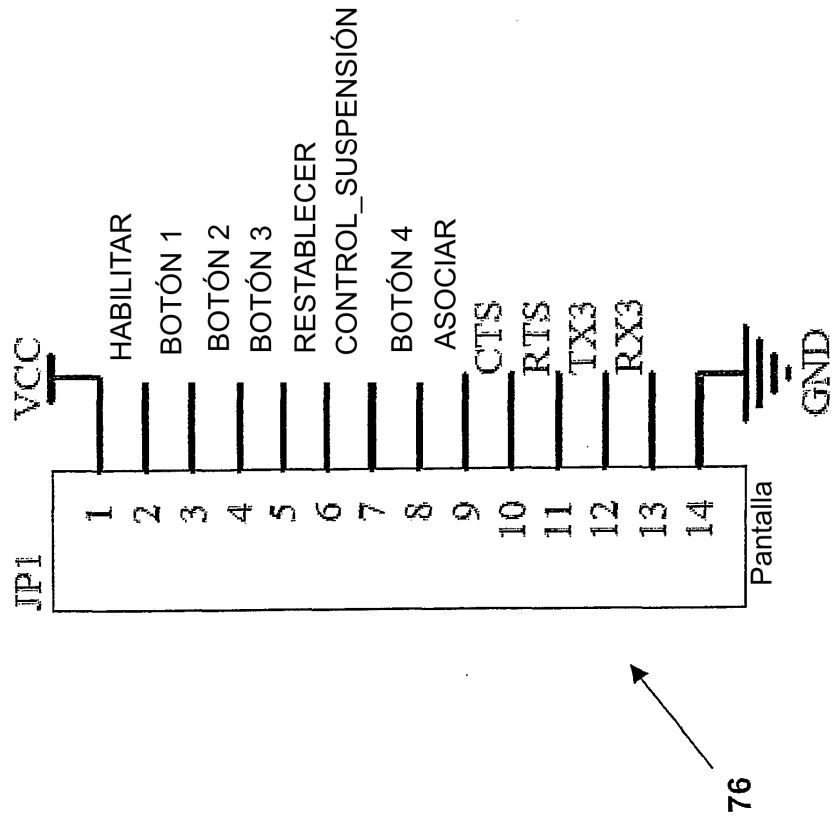 JP1
VCC
1
2
3
4
5
6
7
8
9
10
11
12
13
14
HABILITAR
BOTÓN 1
BOTÓN 2
BOTÓN 3
RESTABLECER
CONTROL_SUSPENSIÓN
BOTÓN 4
ASOCIAR
CTS
RTS
TX3
RX3
GND
Pantalla
76